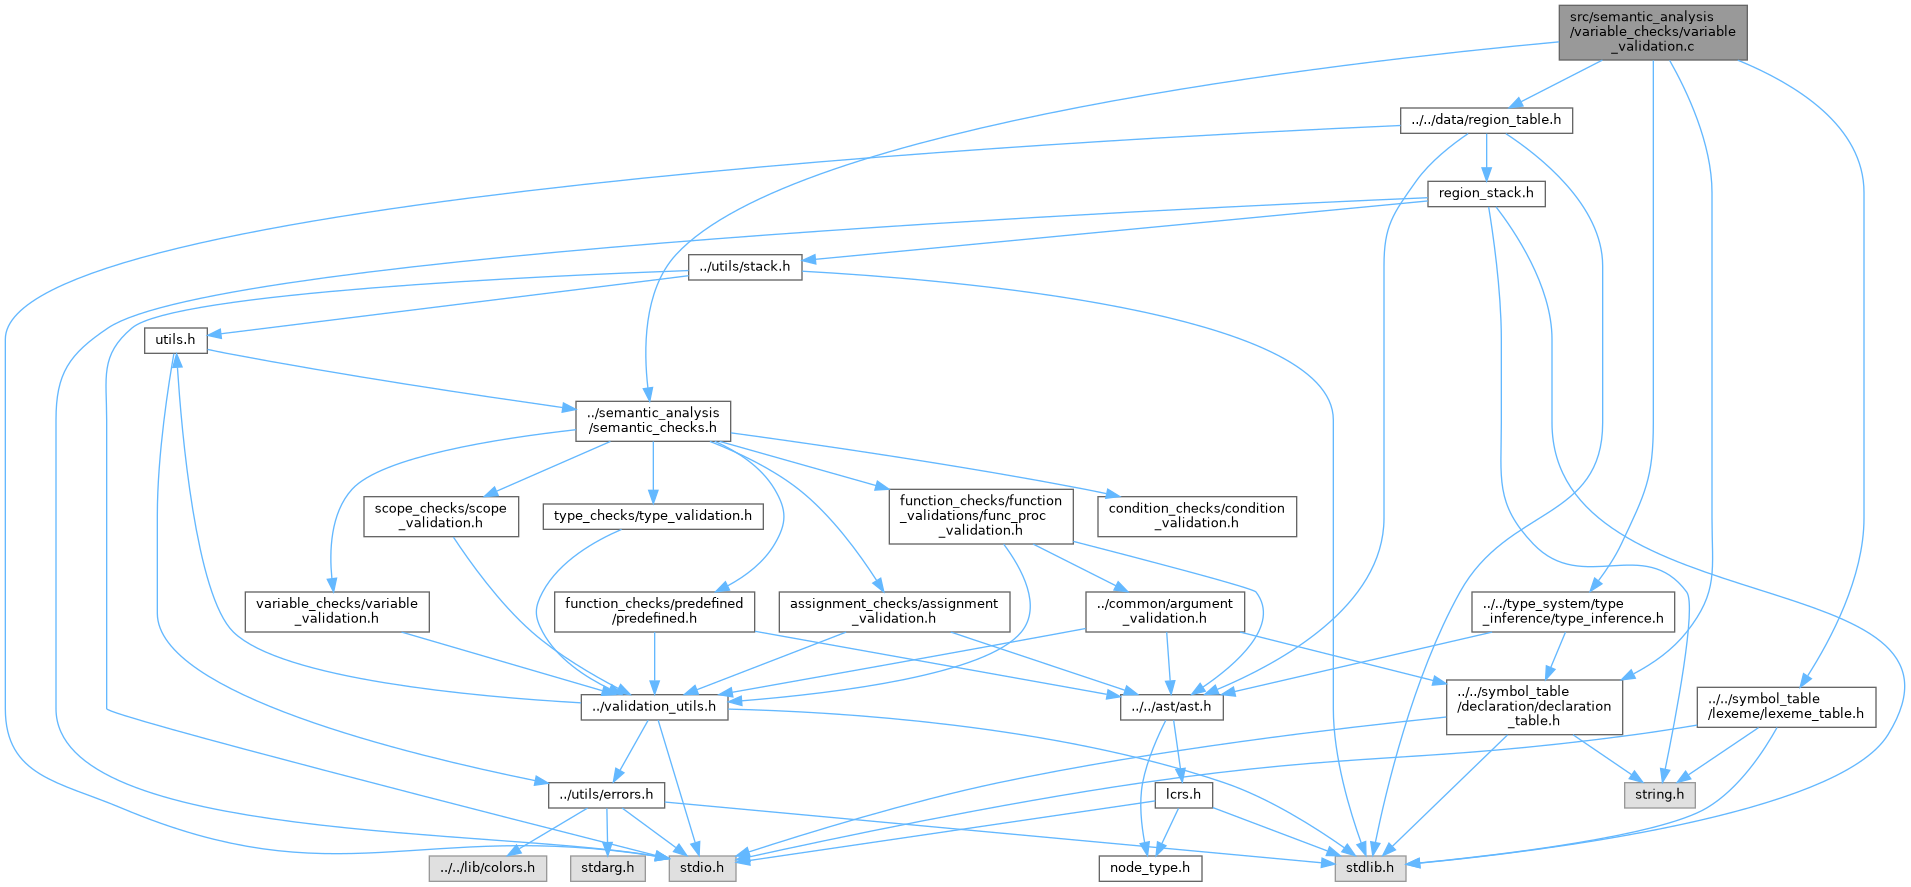 src/semantic_analysis
/variable_checks/variable
_validation.c
../../data/region_table.h
region_stack.h
../utils/stack.h
utils.h
../semantic_analysis
/semantic_checks.h
scope_checks/scope
_validation.h
type_checks/type_validation.h
function_checks/function
_validations/func_proc
_validation.h
condition_checks/condition
_validation.h
variable_checks/variable
_validation.h
function_checks/predefined
/predefined.h
assignment_checks/assignment
_validation.h
../common/argument
_validation.h
../../type_system/type
_inference/type_inference.h
../validation_utils.h
../../ast/ast.h
../../symbol_table
/declaration/declaration
_table.h
../../symbol_table
/lexeme/lexeme_table.h
../utils/errors.h
lcrs.h
string.h
../../lib/colors.h
stdarg.h
stdio.h
node_type.h
stdlib.h